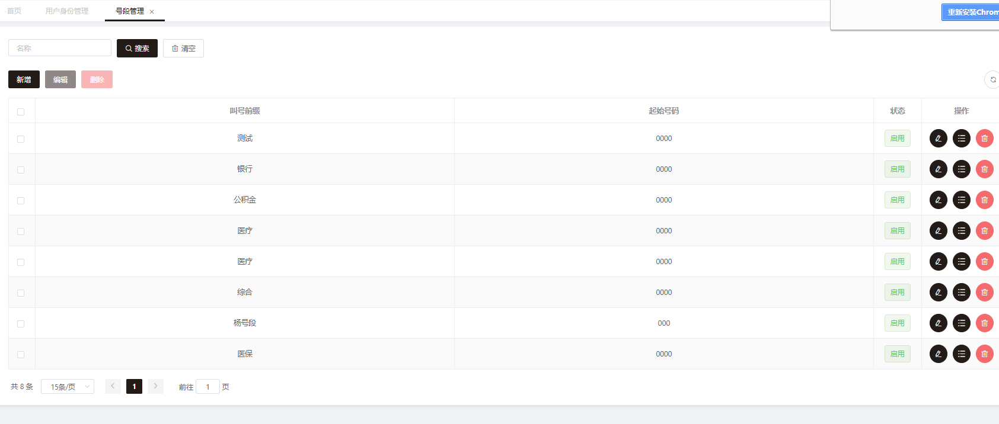 首页 用户身份管理 号段管理
重新安装Chrom
名称 搜索 清空
新增 编辑 删除
叫号前缀 起始号码 状态 操作
测试 0000 启用
银行 0000 启用
公积金 0000 启用
医疗 0000 启用
医疗 0000 启用
综合 0000 启用
杨号段 000 启用
医保 0000 启用
共 8 条 15条/页 1 前往 1 页